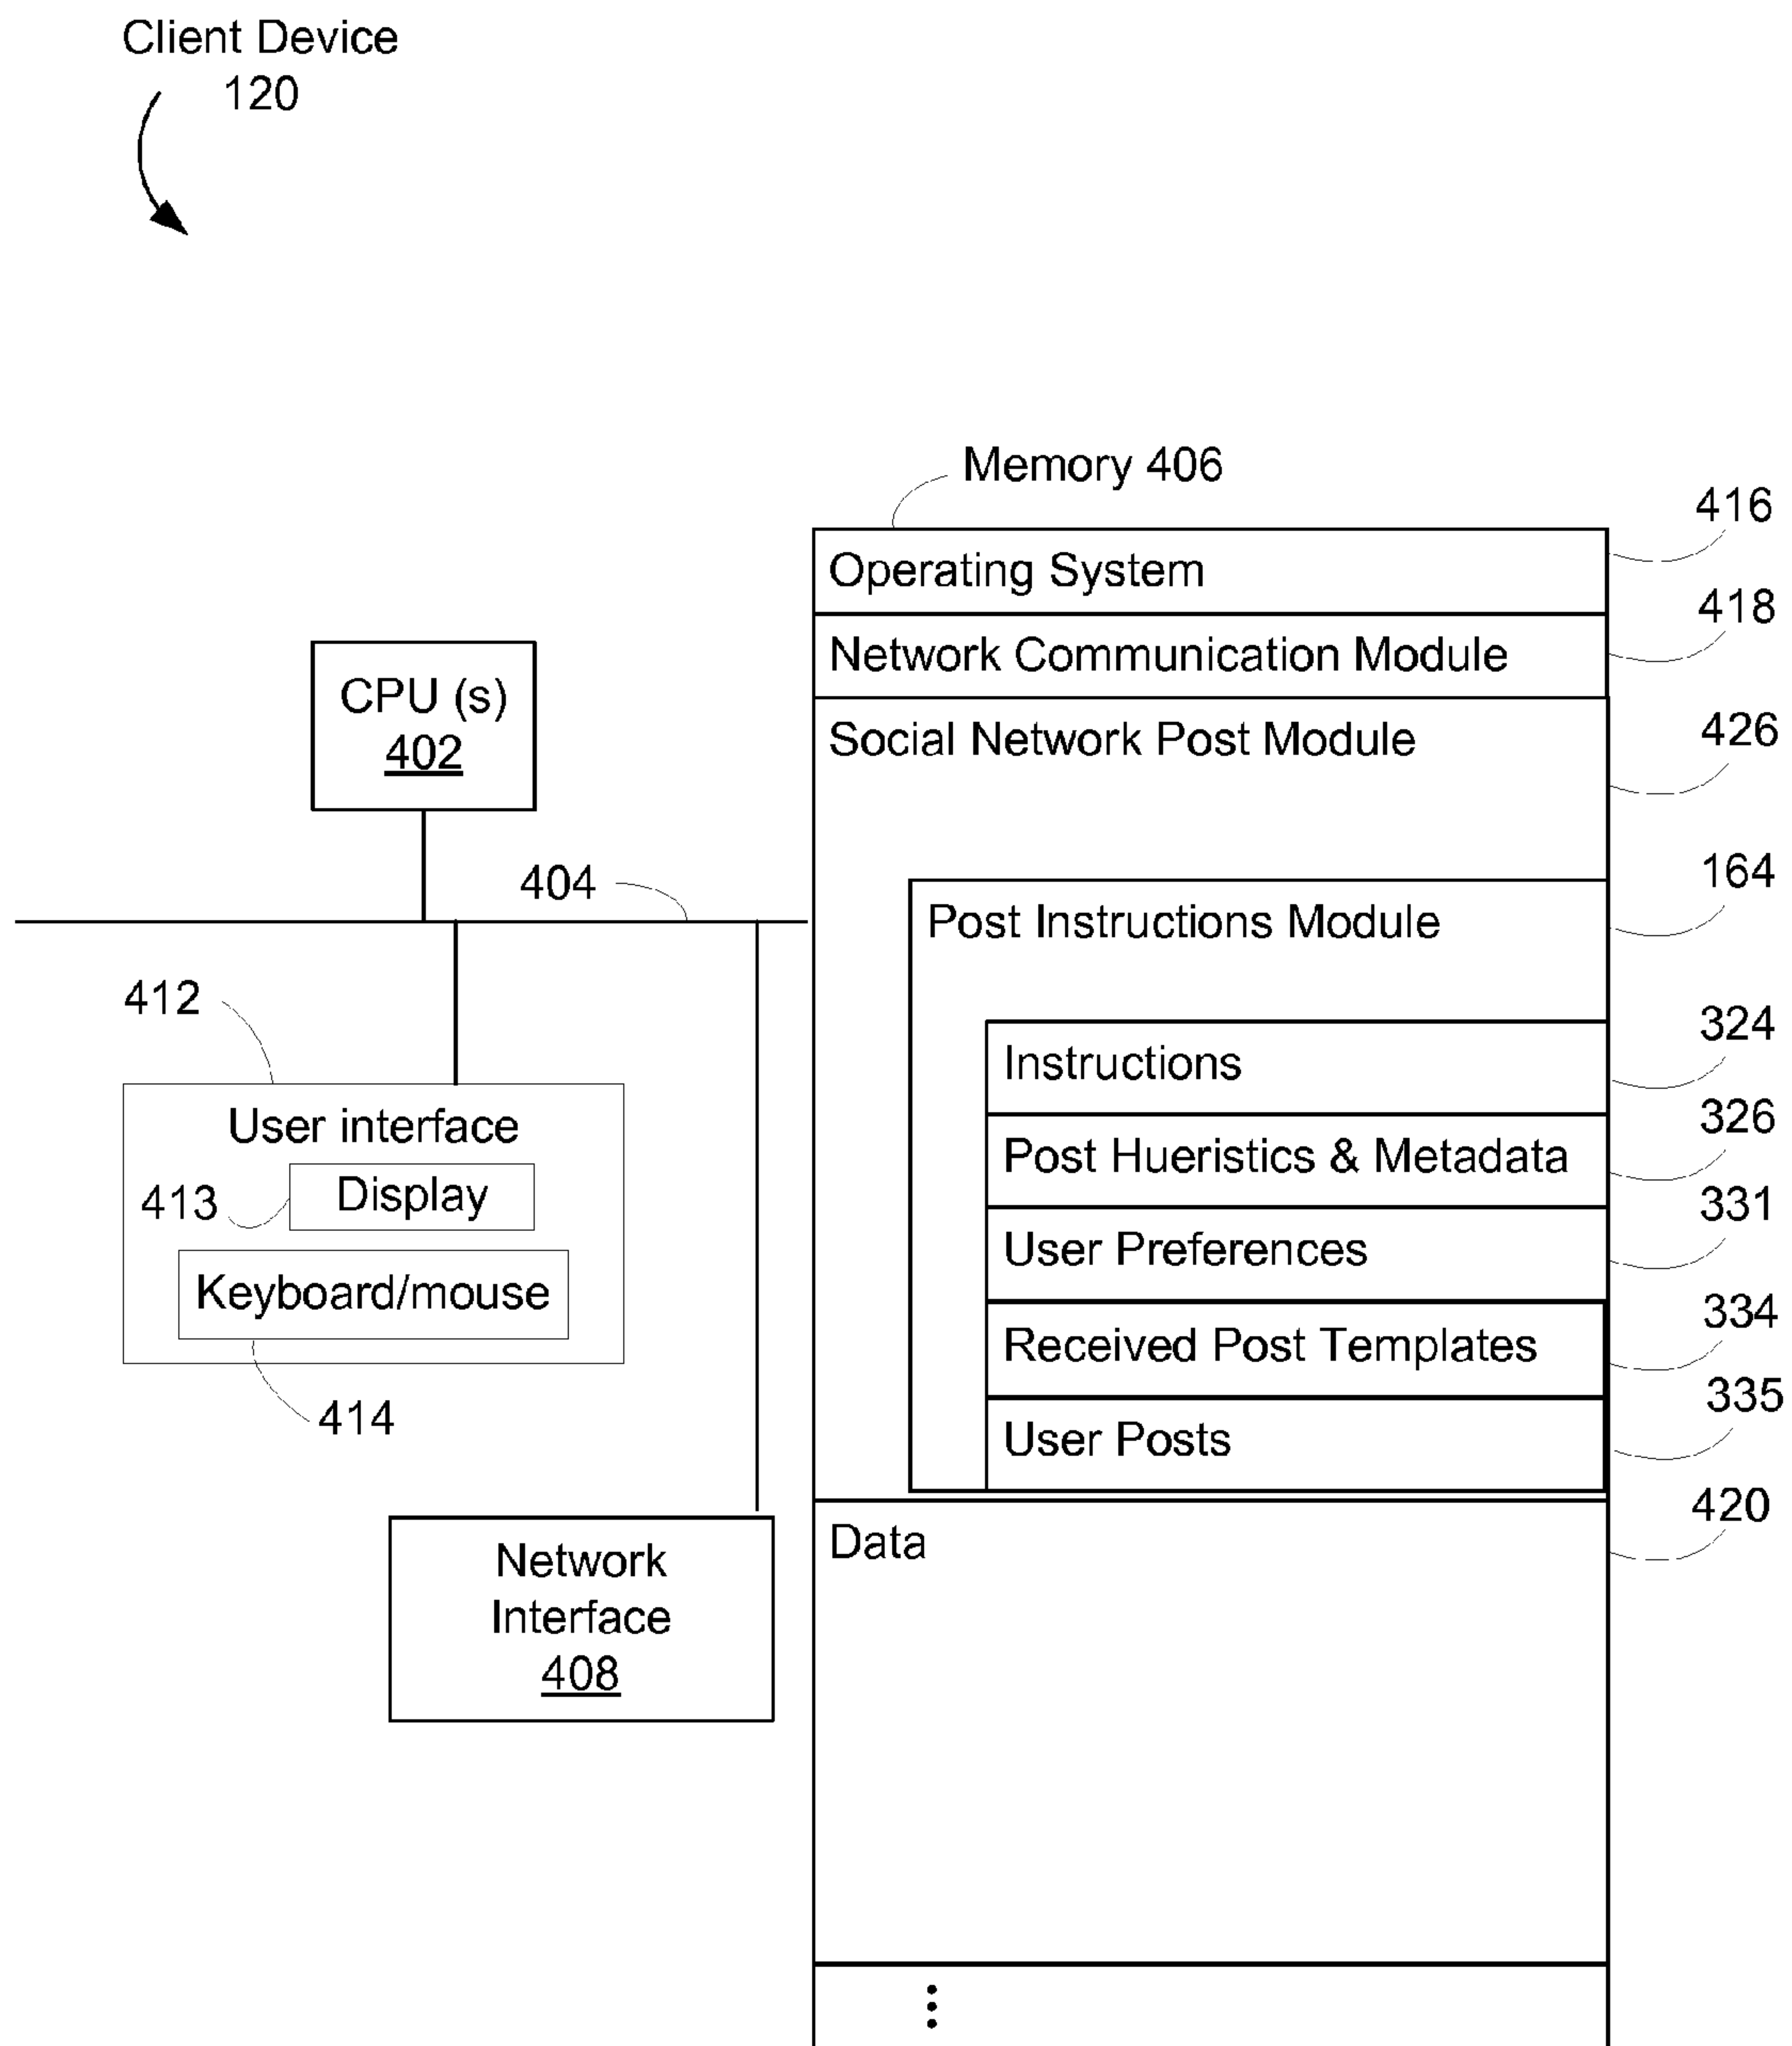 Client Device
120
Memory 406
416
Operating System
418
Network Communication Module
CPU (s)
402
Social Network Post Module
426
404
164
Post Instructions Module
412
324
Instructions
User interface
326
Post Hueristics & Metadata
413
Display
331
User Preferences
Keyboard/mouse
334
Received Post Templates
414
335
User Posts
420
Data
Network
Interface
408